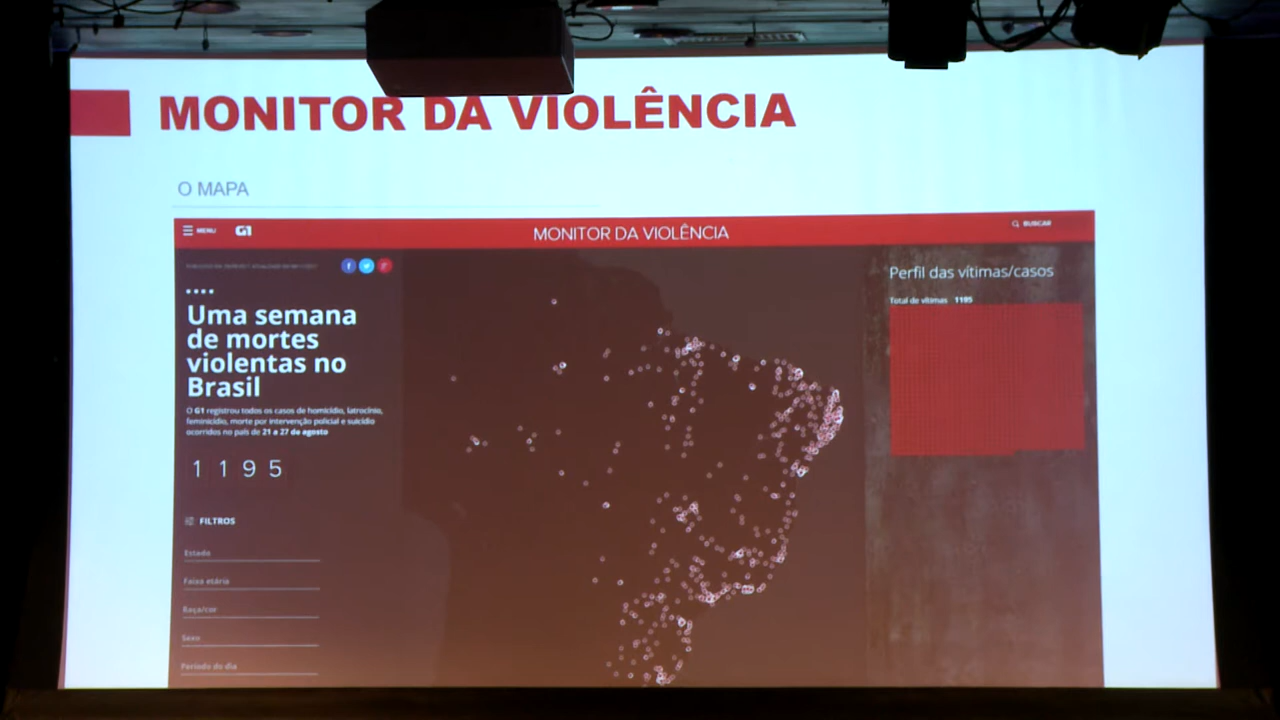 MONITOR DA VIOLÊNCIA
O MAPA
MENU G1 MONITOR DA VIOLÊNCIA BUSCAR
Uma semana
de mortes
violentas no
Brasil
O G1 registrou todos os casos de homicídio, latrocínio,
feminicídio, morte por intervenção policial e suicídio
ocorridos no país de 21 a 27 de agosto
1195
FILTROS
Estado
Faixa etária
Raça/cor
Sexo
Período do dia
Perfil das vítimas/casos
Total de vítimas 1195